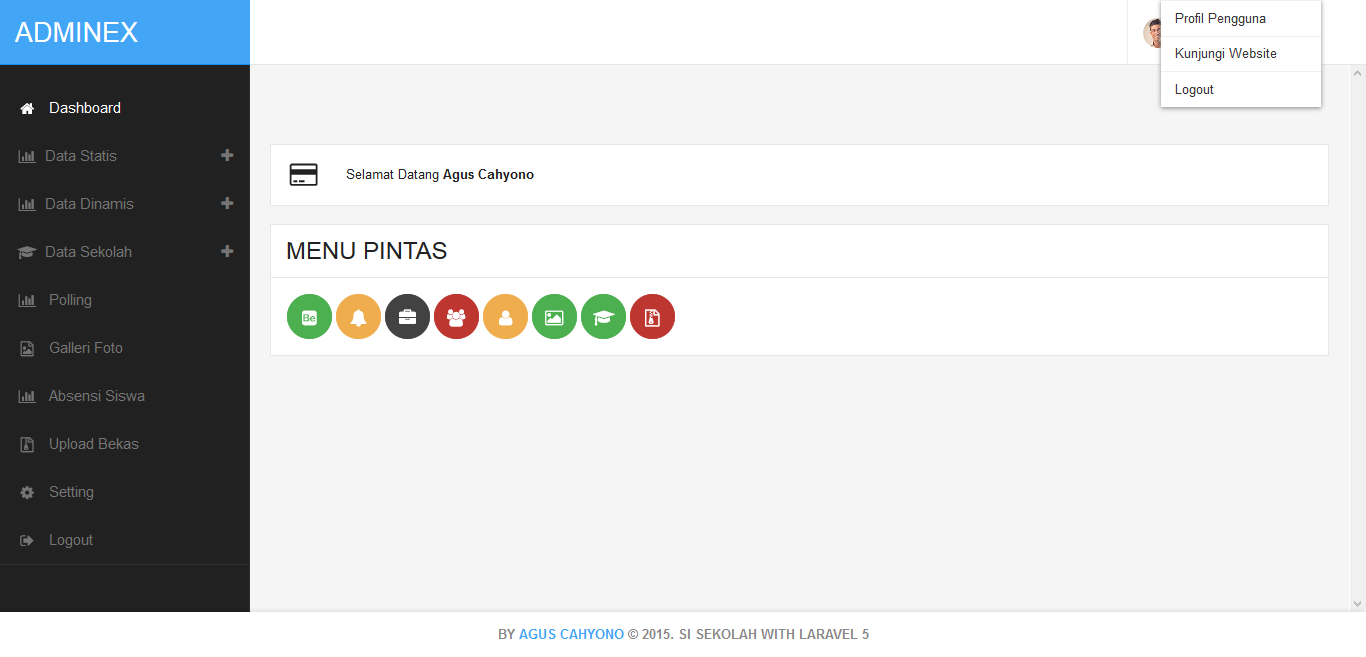 ADMINEX
Profil Pengguna
Kunjungi Website
Logout
Dashboard
Data Statis
Data Dinamis
Data Sekolah
Polling
Galleri Foto
Absensi Siswa
Upload Bekas
Setting
Logout
Selamat Datang Agus Cahyono
MENU PINTAS
Be
BY AGUS CAHYONO © 2015. SI SEKOLAH WITH LARAVEL 5